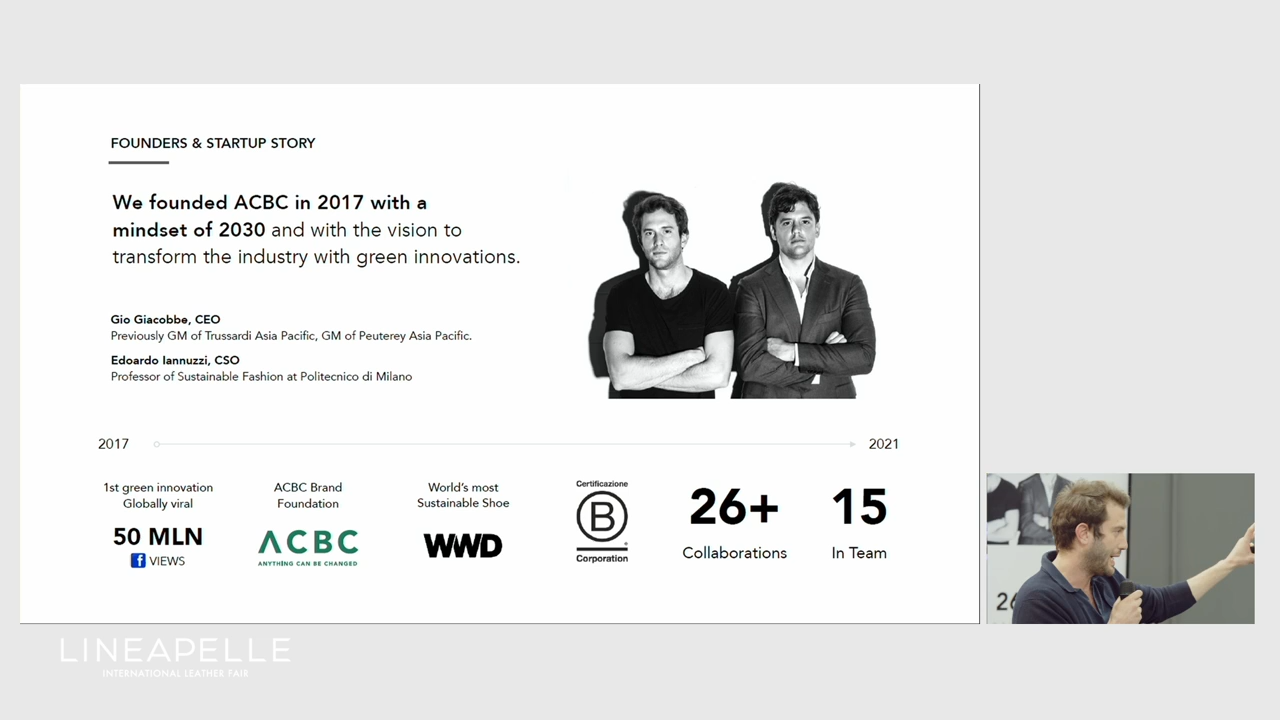 FOUNDERS & STARTUP STORY
We founded ACBC in 2017 with a
mindset of 2030 and with the vision to
transform the industry with green innovations.
Gio Giacobbe, CEO
Previously GM of Trussardi Asia Pacific, GM of Peuterey Asia Pacific.
Edoardo Iannuzzi, CSO
Professor of Sustainable Fashion at Politecnico di Milano
2017
2021
1st green innovation
Globally viral
50 MLN
f VIEWS
ACBC Brand
Foundation
ACBC
ANYTHING CAN BE CHANGED
World's most
Sustainable Shoe
WWD
Certificazione
B
Corporation
26+
Collaborations
15
In Team
26
LINEAPELLE
INTERNATIONAL LEATHER FAIR